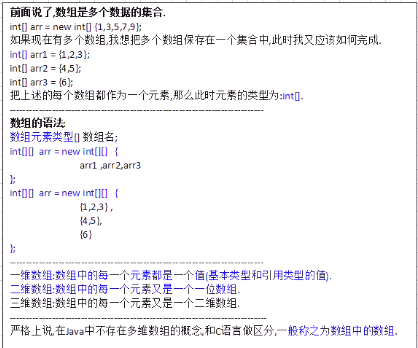 前面说了,数组是多个数据的集合.
int[] arr = new int[] {1,3,5,7,9};
如果现在有多个数组,我想把多个数组保存在一个集合中,此时我又应该如何完成.
int[] arr1 = {1,2,3};
int[] arr2 = {4,5};
int[] arr3 = {6};
把上述的每个数组都作为一个元素,那么此时元素的类型为:int[].
--------------------------------------------------------------------------------
数组的语法:
数组元素类型[] 数组名;
int[][] arr = new int[][] {
arr1 ,arr2,arr3
};
int[][] arr = new int[][] {
{1,2,3} ,
{4,5},
{6}
};
--------------------------------------------------------------------------------
一维数组:数组中的每一个元素都是一个值(基本类型和引用类型的值).
二维数组:数组中的每一个元素又是一个一位数组.
三维数组:数组中的每一个元素又是一个二维数组.
--------------------------------------------------------------------------------
严格上说,在Java中不存在多维数组的概念,和C语言做区分,一般称之为数组中的数组.